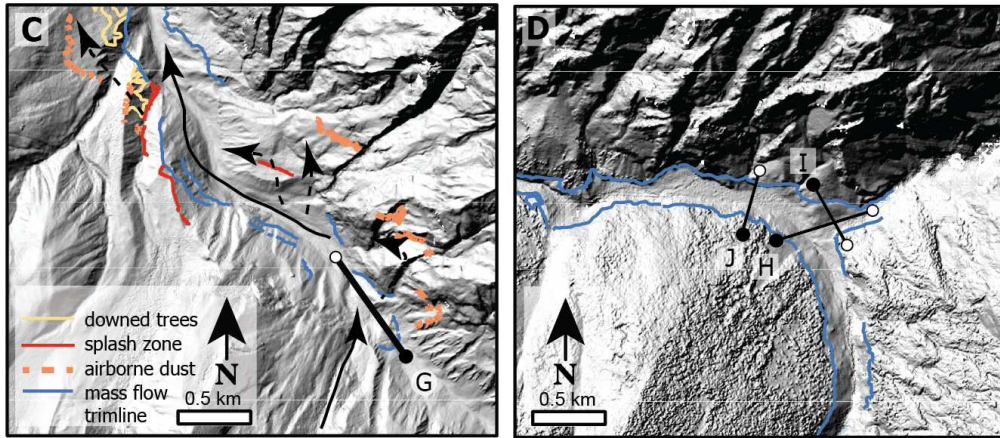 C
G
downed trees
splash zone
airborne dust
mass flow
trimline
N
0.5 km
D
I
J
H
N
0.5 km